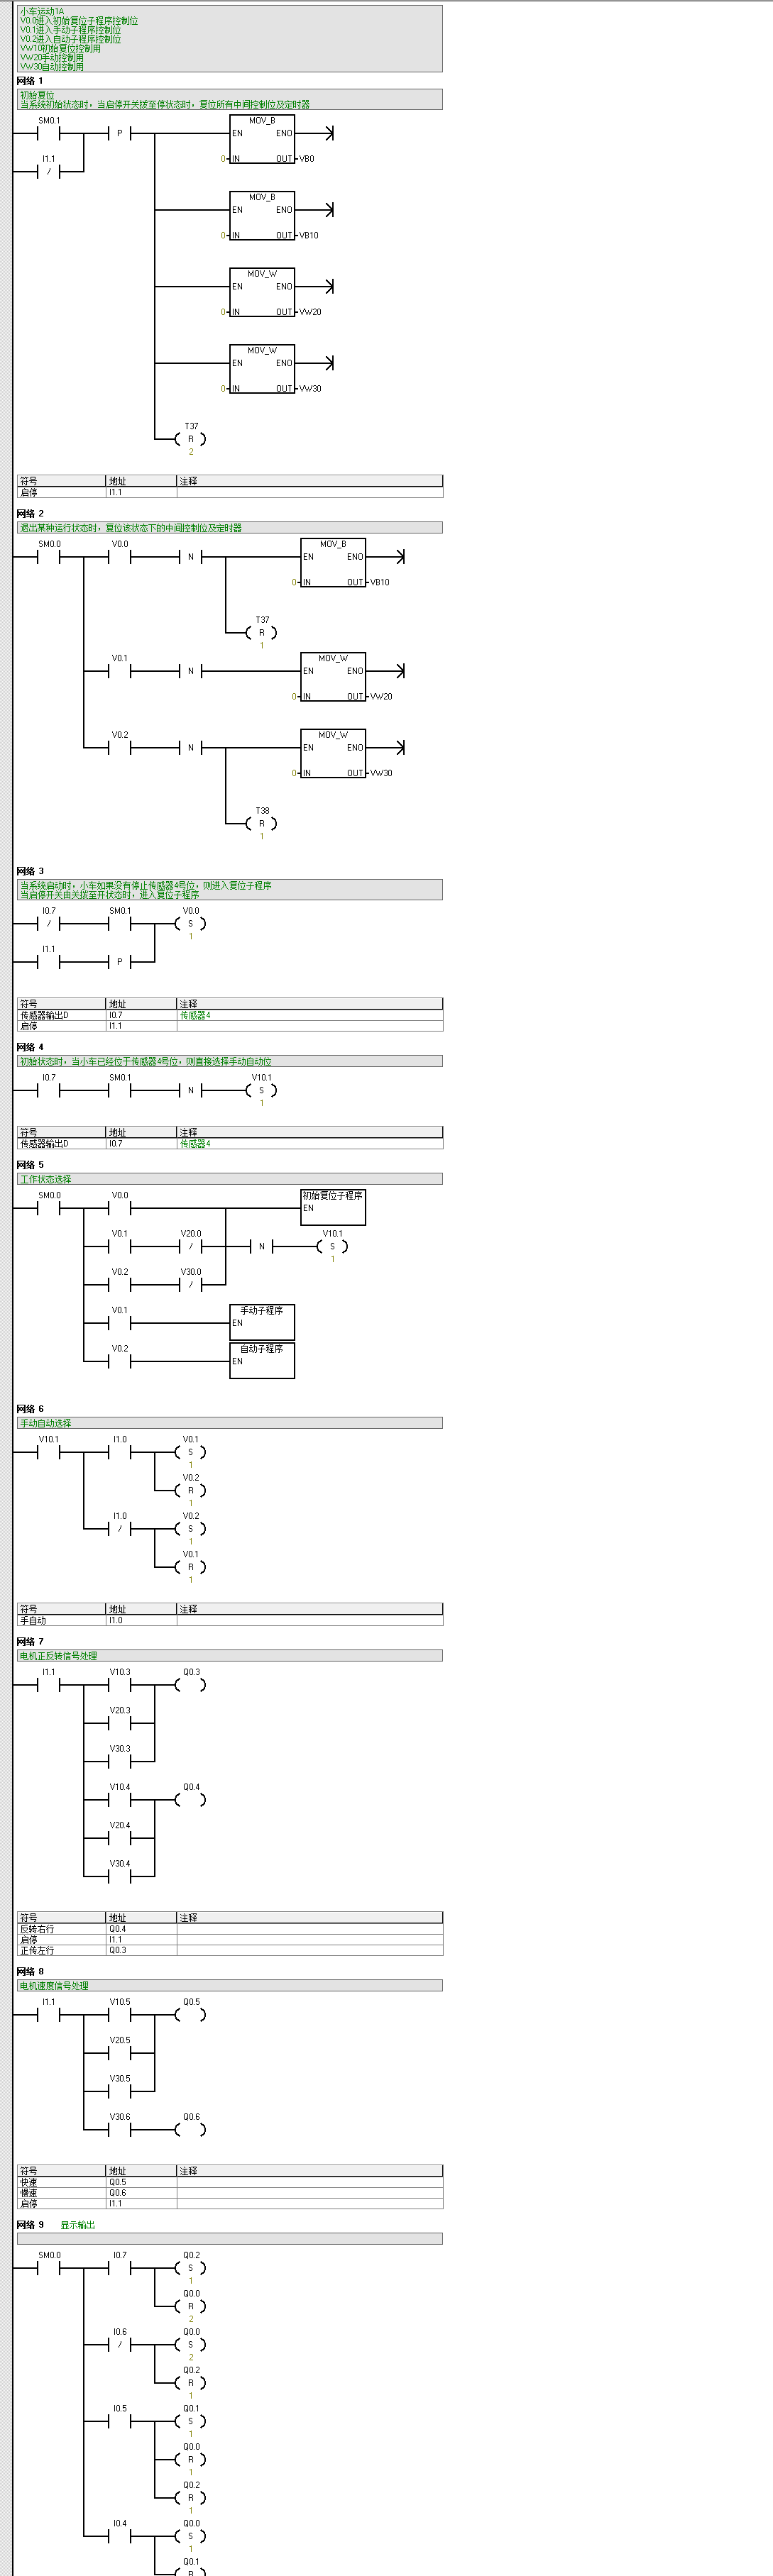 小车运动1A
V0.0进入初始复位子程序控制位
V0.1进入手动子程序控制位
V0.2进入自动子程序控制位
VW10初始复位控制用
VW20手动控制用
VW30自动控制用
网络 1
初始复位
当系统初始状态时，当启停开关拨至停状态时，复位所有中间控制位及定时器
SM0.1
P
MOV_B
EN ENO
0 IN OUT VB0
I1.1
/
MOV_B
EN ENO
0 IN OUT VB10
MOV_W
EN ENO
0 IN OUT VW20
MOV_W
EN ENO
0 IN OUT VW30
T37
R
2
符号 地址 注释
启停 I1.1
网络 2
退出某种运行状态时，复位该状态下的中间控制位及定时器
SM0.0 V0.0
N
MOV_B
EN ENO
0 IN OUT VB10
T37
R
1
V0.1
N
MOV_W
EN ENO
0 IN OUT VW20
V0.2
N
MOV_W
EN ENO
0 IN OUT VW30
T38
R
1
网络 3
当系统启动时，小车如果没有停止传感器4号位，则进入复位子程序
当启停开关由关拨至开状态时，进入复位子程序
I0.7 SM0.1 V0.0
/ S
1
I1.1
P
符号 地址 注释
传感器输出D I0.7 传感器4
启停 I1.1
网络 4
初始状态时，当小车已经位于传感器4号位，则直接选择手动自动位
I0.7 SM0.1 V10.1
N S
1
符号 地址 注释
传感器输出D I0.7 传感器4
网络 5
工作状态选择
SM0.0 V0.0 初始复位子程序
EN
V0.1 V20.0 V10.1
/ N S
1
V0.2 V30.0
/
V0.1 手动子程序
EN
V0.2 自动子程序
EN
网络 6
手动自动选择
V10.1 I1.0 V0.1
S
1
V0.2
R
1
I1.0 V0.2
/ S
1
V0.1
R
1
符号 地址 注释
手自动 I1.0
网络 7
电机正反转信号处理
I1.1 V10.3 Q0.3
V20.3
V30.3
V10.4 Q0.4
V20.4
V30.4
符号 地址 注释
反转右行 Q0.4
启停 I1.1
正传左行 Q0.3
网络 8
电机速度信号处理
I1.1 V10.5 Q0.5
V20.5
V30.5
V30.6 Q0.6
符号 地址 注释
快速 Q0.5
慢速 Q0.6
启停 I1.1
网络 9 显示输出
SM0.0 I0.7 Q0.2
S
1
Q0.0
R
2
I0.6 Q0.0
/ S
2
Q0.2
R
1
I0.5 Q0.1
S
1
Q0.0
R
1
Q0.2
R
1
I0.4 Q0.0
S
1
Q0.1
R